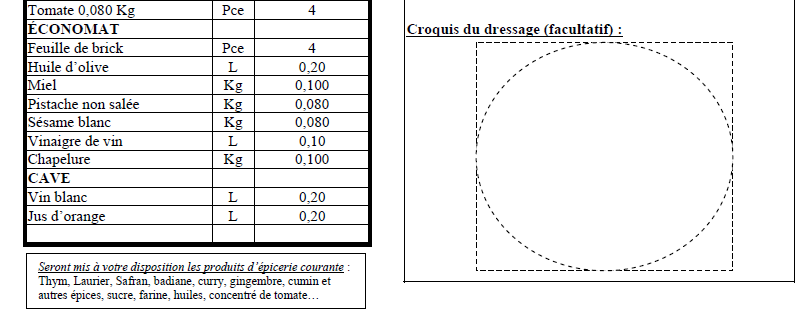 Tomate 0,080 Kg Pce 4
ÉCONOMAT
Feuille de brick Pce 4
Huile d’olive L 0,20
Miel Kg 0,100
Pistache non salée Kg 0,080
Sésame blanc Kg 0,080
Vinaigre de vin L 0,10
Chapelure Kg 0,100
CAVE
Vin blanc L 0,20
Jus d’orange L 0,20
Seront mis à votre disposition les produits d’épicerie courante :
Thym, Laurier, Safran, badiane, curry, gingembre, cumin et
autres épices, sucre, farine, huiles, concentré de tomate…
Croquis du dressage (facultatif) :